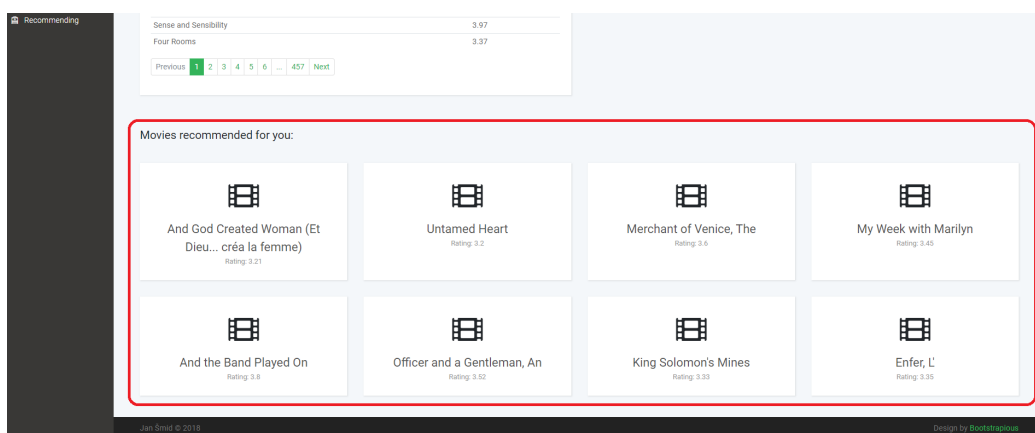 Recommending
Sense and Sensibility 3.97
Four Rooms 3.37
Previous 1 2 3 4 5 6 ... 457 Next
Movies recommended for you:
And God Created Woman (Et
Dieu... créa la femme)
Rating: 3.21
Untamed Heart
Rating: 3.2
Merchant of Venice, The
Rating: 3.6
My Week with Marilyn
Rating: 3.45
And the Band Played On
Rating: 3.8
Officer and a Gentleman, An
Rating: 3.52
King Solomon's Mines
Rating: 3.33
Enfer, L'
Rating: 3.35
Jan Šmid © 2018
Design by Bootstrapious